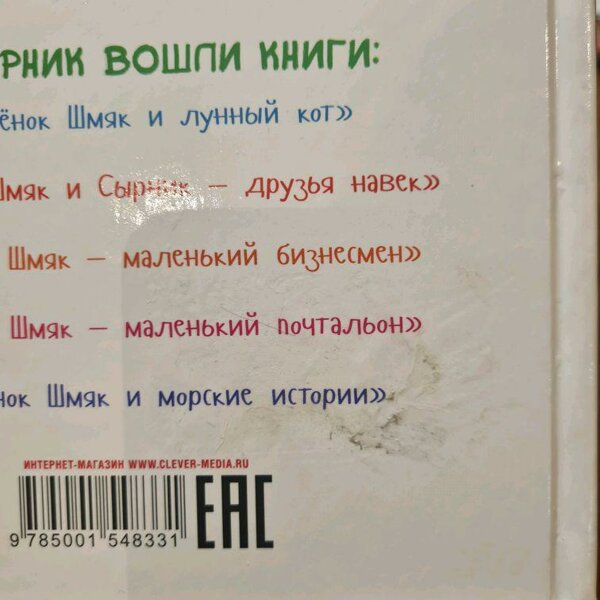 РНИК ВОШЛИ КНИГИ:
ёнок Шмяк и лунный кот»
Шмяк и Сырник – друзья навек»
Шмяк – маленький бизнесмен»
Шмяк – маленький почтальон»
нок Шмяк и морские истории»
ИНТЕРНЕТ-МАГАЗИН WWW.CLEVER-MEDIA.RU
EAC
9 785001 548331